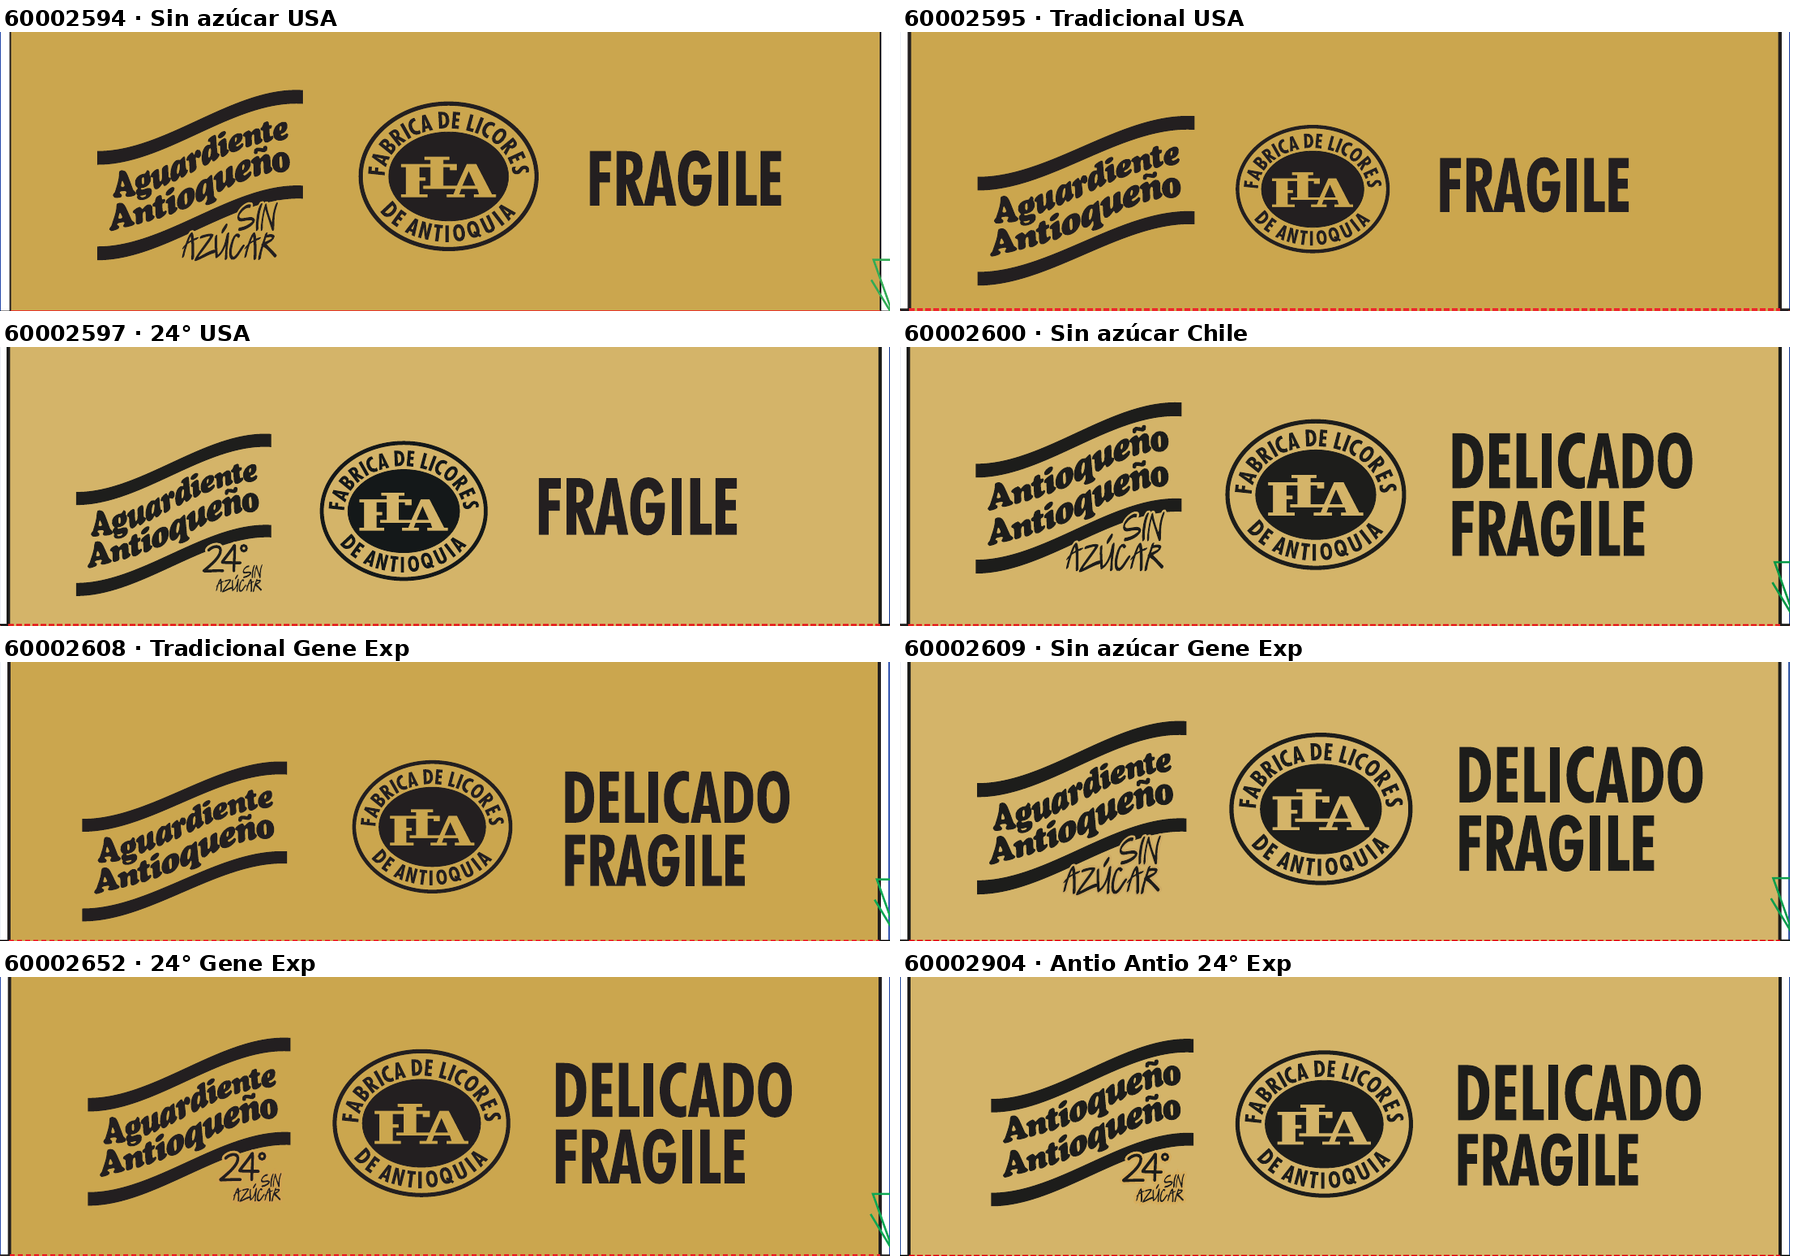 60002594 · Sin azúcar USA
Aguardiente
Antioqueño
SIN
AZÚCAR
FABRICA DE LICORES
FLA
DE ANTIOQUIA
FRAGILE
60002595 · Tradicional USA
Aguardiente
Antioqueño
FABRICA DE LICORES
FLA
DE ANTIOQUIA
FRAGILE
60002597 · 24° USA
Aguardiente
Antioqueño
24°
SIN
AZÚCAR
FABRICA DE LICORES
FLA
DE ANTIOQUIA
FRAGILE
60002600 · Sin azúcar Chile
Antioqueño
Antioqueño
SIN
AZÚCAR
FABRICA DE LICORES
FLA
DE ANTIOQUIA
DELICADO
FRAGILE
60002608 · Tradicional Gene Exp
Aguardiente
Antioqueño
FABRICA DE LICORES
FLA
DE ANTIOQUIA
DELICADO
FRAGILE
60002609 · Sin azúcar Gene Exp
Aguardiente
Antioqueño
SIN
AZÚCAR
FABRICA DE LICORES
FLA
DE ANTIOQUIA
DELICADO
FRAGILE
60002652 · 24° Gene Exp
Aguardiente
Antioqueño
24°
SIN
AZÚCAR
FABRICA DE LICORES
FLA
DE ANTIOQUIA
DELICADO
FRAGILE
60002904 · Antio Antio 24° Exp
Antioqueño
Antioqueño
24°
SIN
AZÚCAR
FABRICA DE LICORES
FLA
DE ANTIOQUIA
DELICADO
FRAGILE